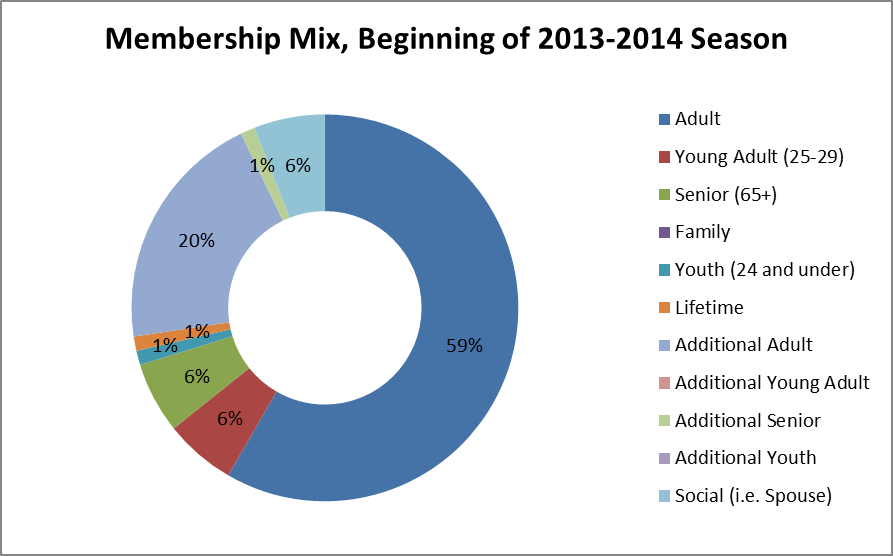 Membership Mix, Beginning of 2013-2014 Season
Adult
Young Adult (25-29)
Senior (65+)
Family
Youth (24 and under)
Lifetime
Additional Adult
Additional Young Adult
Additional Senior
Additional Youth
Social (i.e. Spouse)
1%
6%
20%
1%
1%
59%
6%
6%